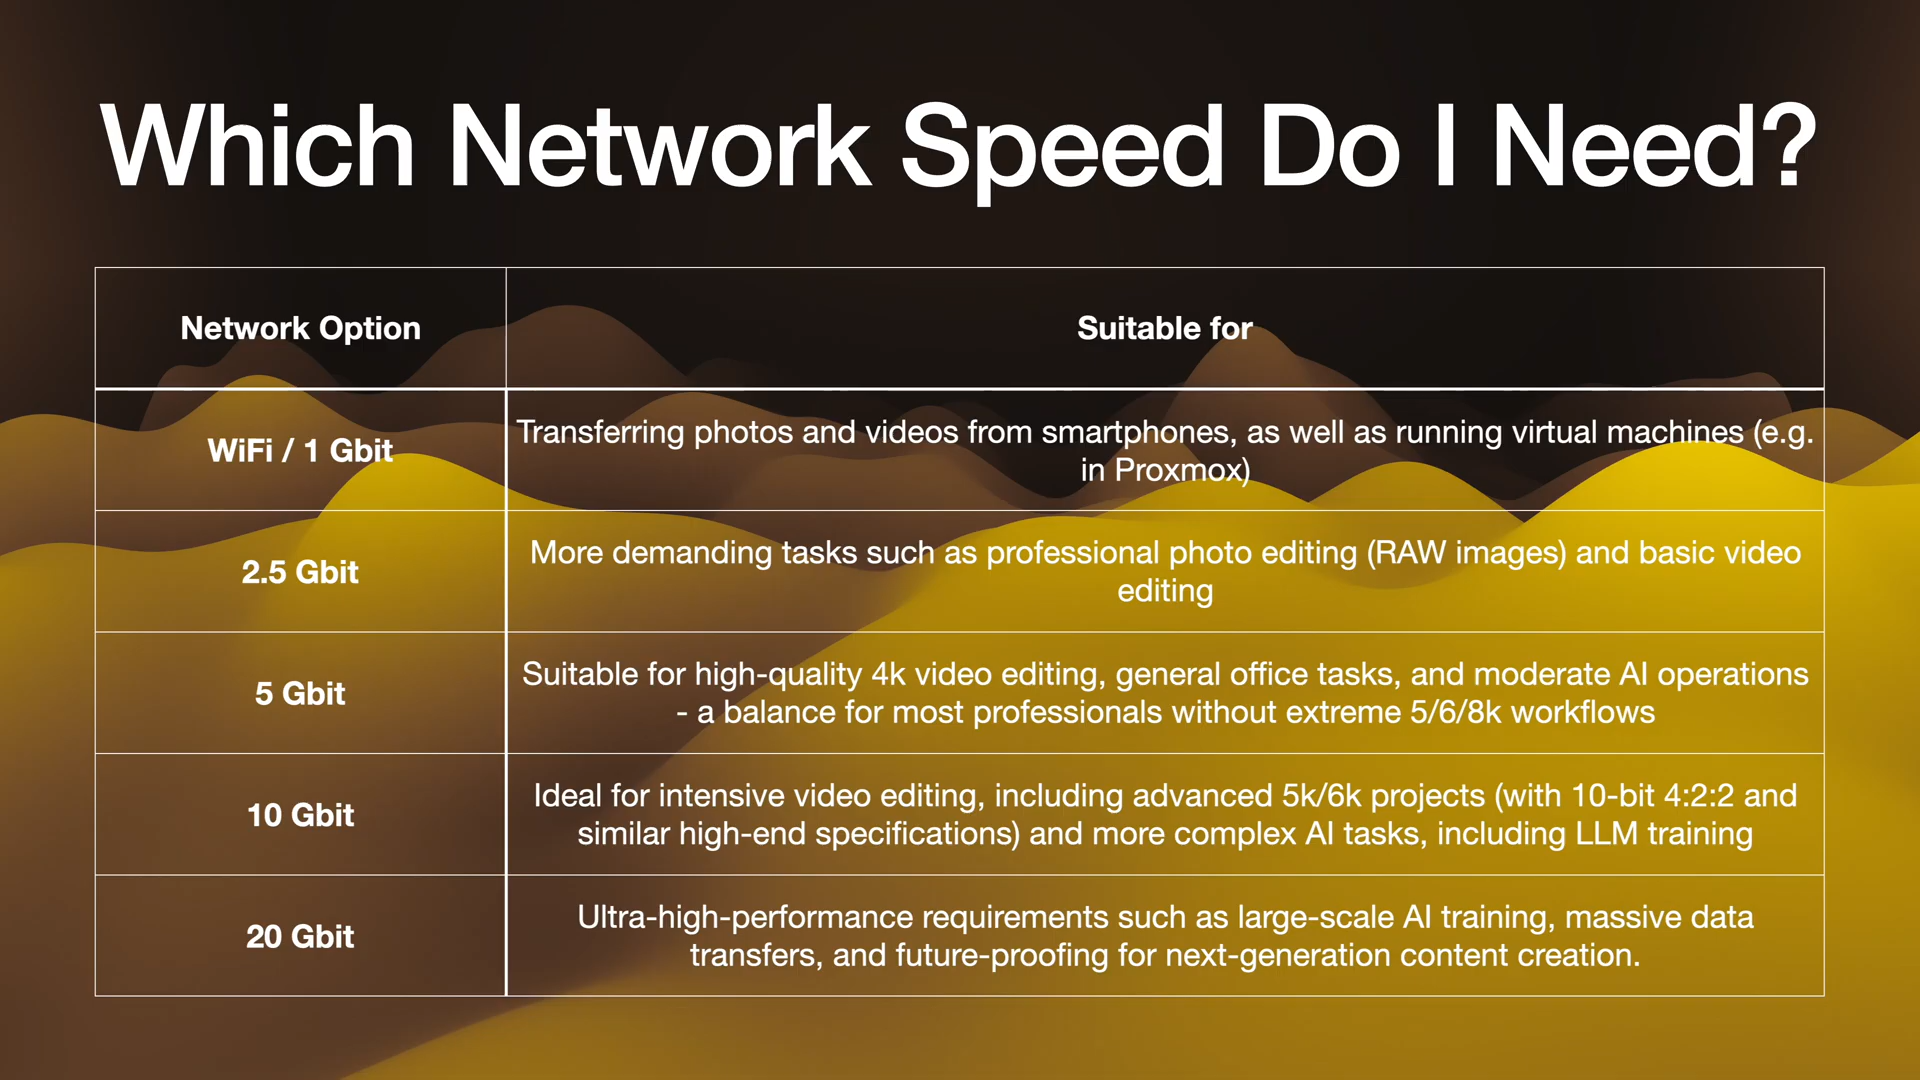 Which Network Speed Do I Need?
Network Option
Suitable for
WiFi / 1 Gbit
Transferring photos and videos from smartphones, as well as running virtual machines (e.g.
in Proxmox)
2.5 Gbit
More demanding tasks such as professional photo editing (RAW images) and basic video
editing
5 Gbit
Suitable for high-quality 4k video editing, general office tasks, and moderate AI operations
- a balance for most professionals without extreme 5/6/8k workflows
10 Gbit
Ideal for intensive video editing, including advanced 5k/6k projects (with 10-bit 4:2:2 and
similar high-end specifications) and more complex AI tasks, including LLM training
20 Gbit
Ultra-high-performance requirements such as large-scale AI training, massive data
transfers, and future-proofing for next-generation content creation.